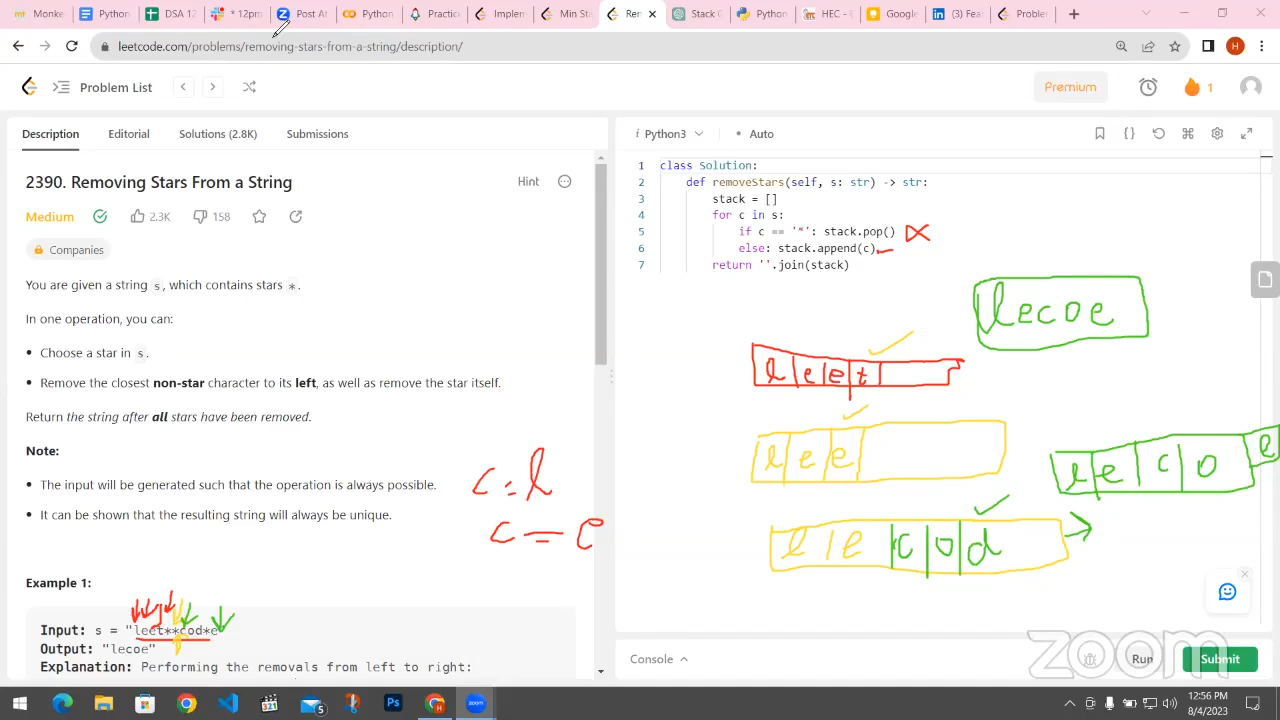 Monke
Python
DSA 12
* 12pm
Post At
Python
Practic
Implem
Min Sta
Rem
Stack
Python
HEC -
Googl
(3) Fea
Problem
leetcode.com/problems/removing-stars-from-a-string/description/
H
Problem List
Premium
1
Description
Editorial
Solutions (2.8K)
Submissions
i Python3
• Auto
2390. Removing Stars From a String
Hint
Medium
2.3K
158
Companies
You are given a string s, which contains stars *.
In one operation, you can:
• Choose a star in s.
• Remove the closest non-star character to its left, as well as remove the star itself.
Return the string after all stars have been removed.
Note:
• The input will be generated such that the operation is always possible.
• It can be shown that the resulting string will always be unique.
Example 1:
Input: s = "leet**cod*e
Output: "lecoe"
Explanation: Performing the removals from left to right:
1 class Solution:
2 def removeStars(self, s: str) -> str:
3 stack = []
4 for c in s:
5 if c == '*': stack.pop()
6 else: stack.append(c)
7 return ''.join(stack)
lecoe
l e e t
l e e
l e c o e
l e c o d
c = l
c = e
Console
Run
Submit
zoom
zoom
12:56 PM
8/4/2023